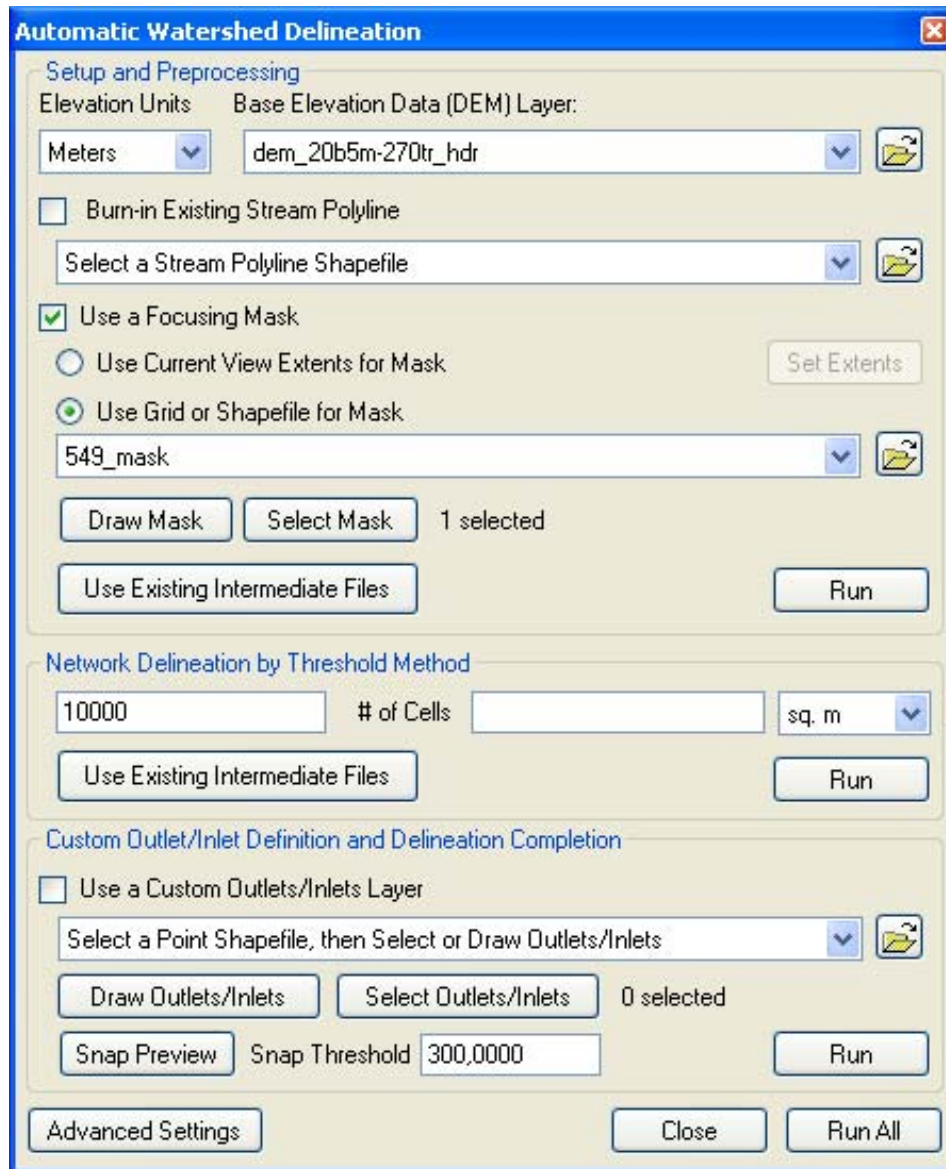 Automatic Watershed Delineation
Setup and Preprocessing
Elevation Units Base Elevation Data (DEM) Layer:
Meters dem_20b5m-270tr_hdr
Burn-in Existing Stream Polyline
Select a Stream Polyline Shapefile
Use a Focusing Mask
Use Current View Extents for Mask Set Extents
Use Grid or Shapefile for Mask
549_mask
Draw Mask Select Mask 1 selected
Use Existing Intermediate Files Run
Network Delineation by Threshold Method
10000 # of Cells sq. m
Use Existing Intermediate Files Run
Custom Outlet/Inlet Definition and Delineation Completion
Use a Custom Outlets/Inlets Layer
Select a Point Shapefile, then Select or Draw Outlets/Inlets
Draw Outlets/Inlets Select Outlets/Inlets 0 selected
Snap Preview Snap Threshold 300,0000 Run
Advanced Settings Close Run All